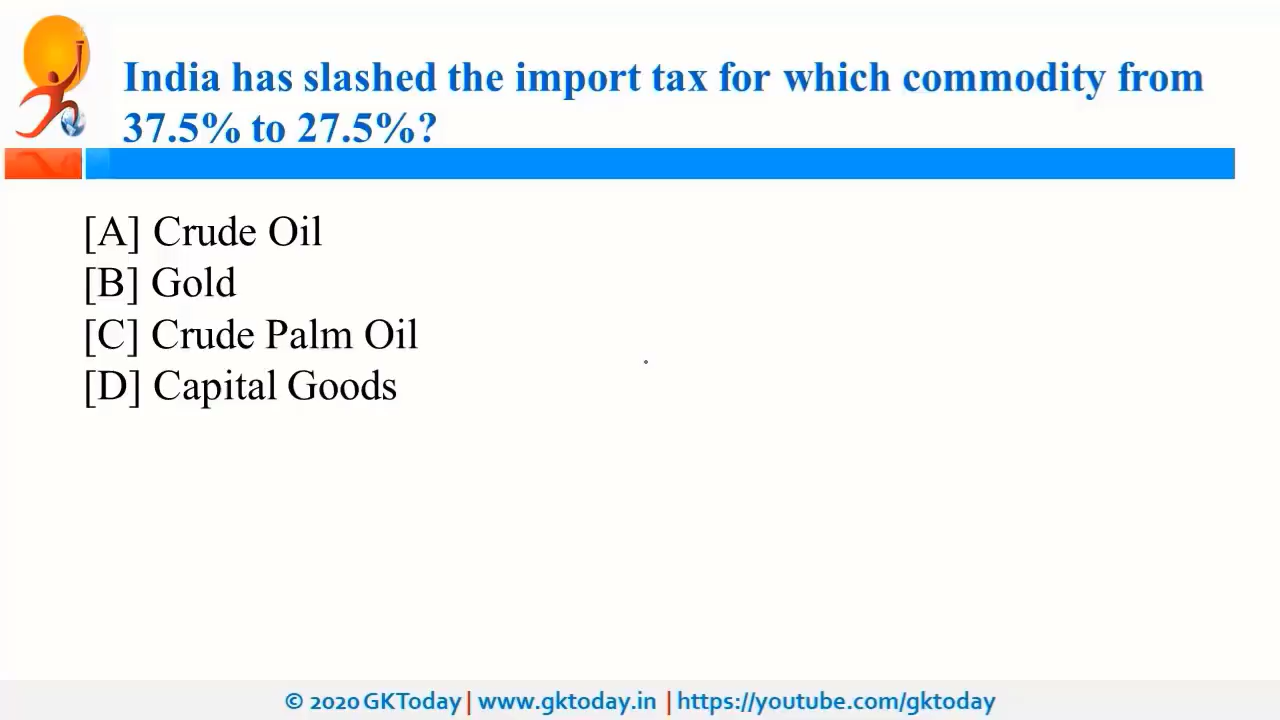 India has slashed the import tax for which commodity from
37.5% to 27.5%?
[A] Crude Oil
[B] Gold
[C] Crude Palm Oil
[D] Capital Goods
© 2020 GKToday | www.gktoday.in | https://youtube.com/gktoday